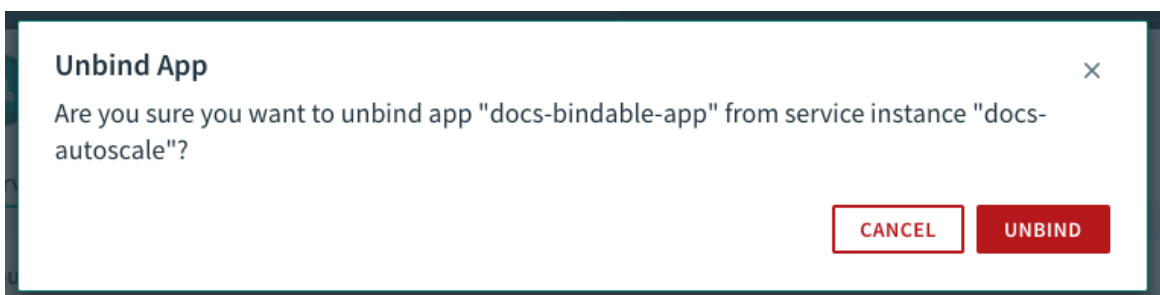 Unbind App
Are you sure you want to unbind app "docs-bindable-app" from service instance "docs-
autoscale"?
CANCEL
UNBIND